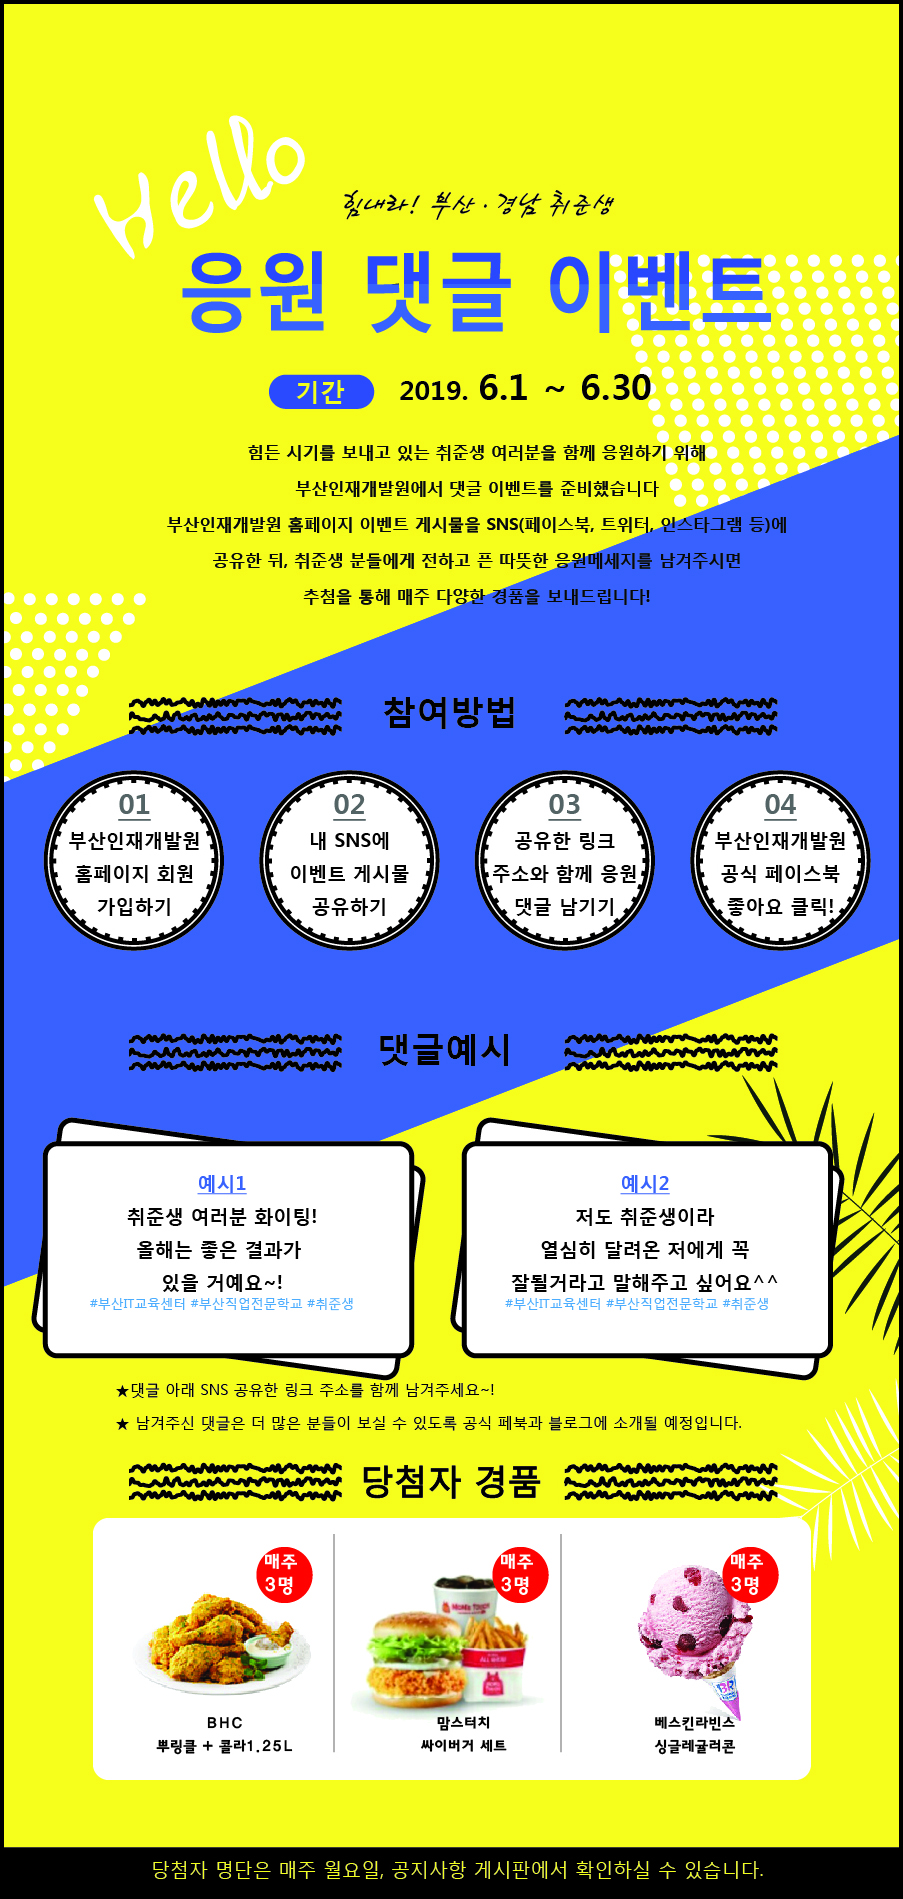 Hello
힘내라! 부산·경남 취준생
응원 댓글 이벤트
기간 2019. 6.1 ~ 6.30
힘든 시기를 보내고 있는 취준생 여러분을 함께 응원하기 위해
부산인재개발원에서 댓글 이벤트를 준비했습니다
부산인재개발원 홈페이지 이벤트 게시물을 SNS(페이스북, 트위터, 인스타그램 등)에
공유한 뒤, 취준생 분들에게 전하고 픈 따뜻한 응원메세지를 남겨주시면
추첨을 통해 매주 다양한 경품을 보내드립니다!
참여방법
01
부산인재개발원
홈페이지 회원
가입하기
02
내 SNS에
이벤트 게시물
공유하기
03
공유한 링크
주소와 함께 응원
댓글 남기기
04
부산인재개발원
공식 페이스북
좋아요 클릭!
댓글예시
예시1
취준생 여러분 화이팅!
올해는 좋은 결과가
있을 거예요~!
#부산IT교육센터 #부산직업전문학교 #취준생
예시2
저도 취준생이라
열심히 달려온 저에게 꼭
잘될거라고 말해주고 싶어요^^
#부산IT교육센터 #부산직업전문학교 #취준생
★댓글 아래 SNS 공유한 링크 주소를 함께 남겨주세요~!
★ 남겨주신 댓글은 더 많은 분들이 보실 수 있도록 공식 페북과 블로그에 소개될 예정입니다.
당첨자 경품
매주
3명
BHC
뿌링클 + 콜라1.25L
매주
3명
맘스터치
싸이버거 세트
매주
3명
BR
베스킨라빈스
싱글레귤러콘
당첨자 명단은 매주 월요일, 공지사항 게시판에서 확인하실 수 있습니다.